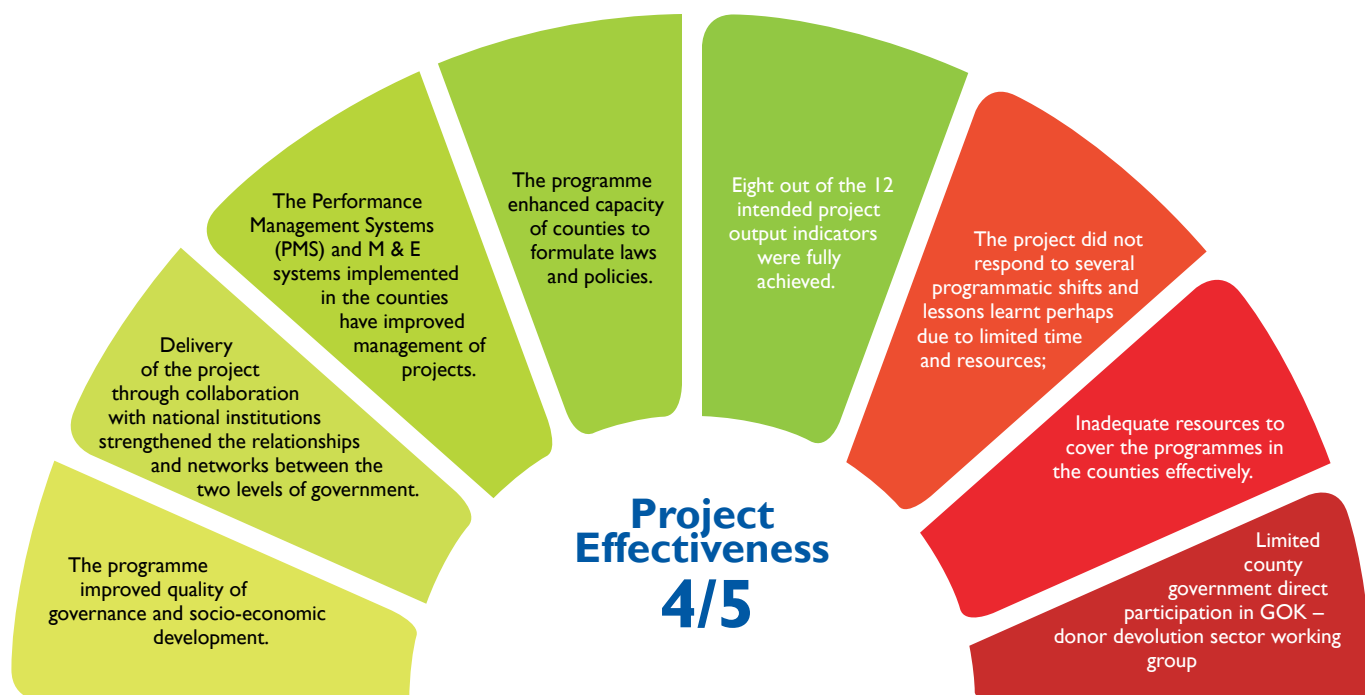 The programme
improved quality of
governance and socio-economic
development.
Delivery
of the project
through collaboration
with national institutions
strengthened the relationships
and networks between the
two levels of government.
The Performance
Management Systems
(PMS) and M & E
systems implemented
in the counties
have improved
management of
projects.
The programme
enhanced capacity
of counties to
formulate laws
and policies.
Eight out of the 12
intended project
output indicators
were fully
achieved.
The project did not
respond to several
programmatic shifts and
lessons learnt perhaps
due to limited time
and resources;
Inadequate resources to
cover the programmes in
the counties effectively.
Limited
county
government direct
participation in GOK –
donor devolution sector working
group
Project
Effectiveness
4/5